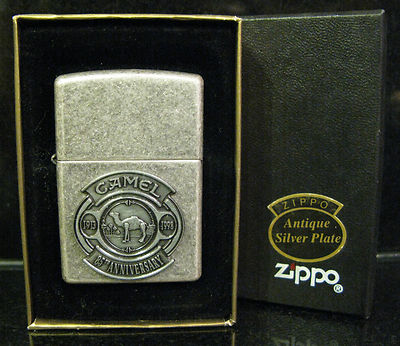 CAMEL
1913
1998
85TH ANNIVERSARY
ZIPPO
Antique
Silver Plate
Zippo®